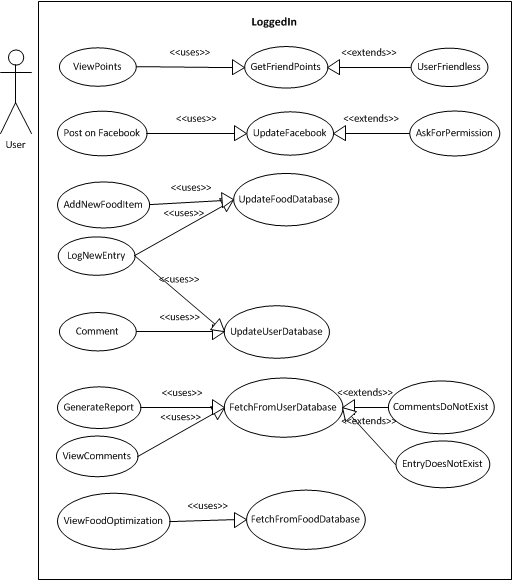 LoggedIn
<<uses>>
<<extends>>
ViewPoints
GetFriendPoints
UserFriendless
User
<<uses>>
<<extends>>
Post on Facebook
UpdateFacebook
AskForPermission
<<uses>>
AddNewFoodItem
UpdateFoodDatabase
<<uses>>
LogNewEntry
<<uses>>
<<uses>>
Comment
UpdateUserDatabase
<<uses>>
<<extends>>
GenerateReport
FetchFromUserDatabase
CommentsDoNotExist
<<uses>>
<<extends>>
ViewComments
EntryDoesNotExist
<<uses>>
ViewFoodOptimization
FetchFromFoodDatabase